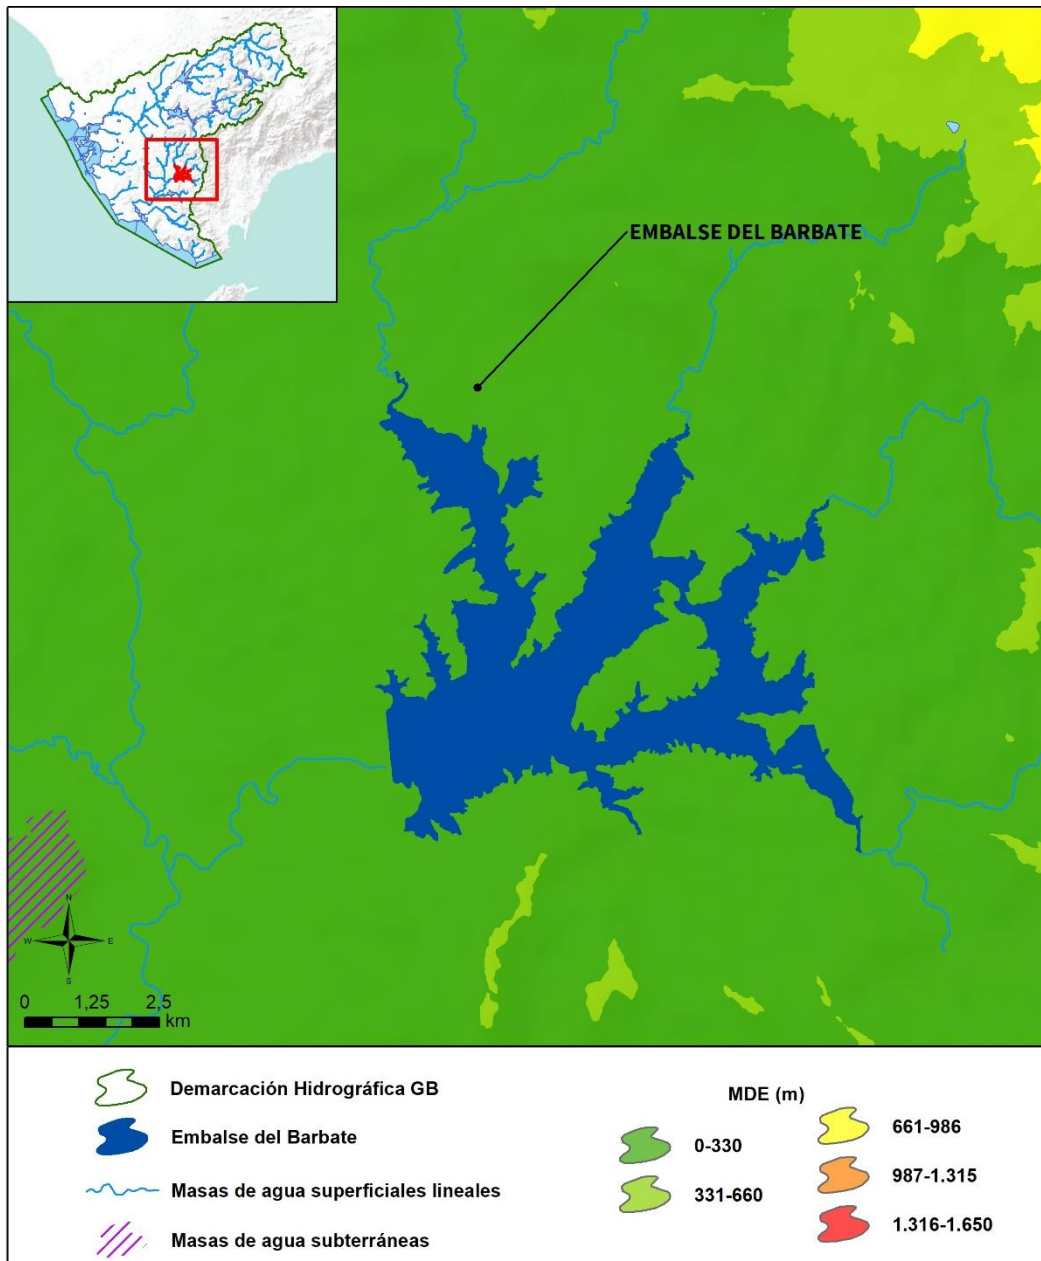 EMBALSE DEL BARBATE
N
W E
S
0 1,25 2,5
km
Demarcación Hidrográfica GB
Embalse del Barbate
Masas de agua superficiales lineales
Masas de agua subterráneas
MDE (m)
0-330
331-660
661-986
987-1.315
1.316-1.650